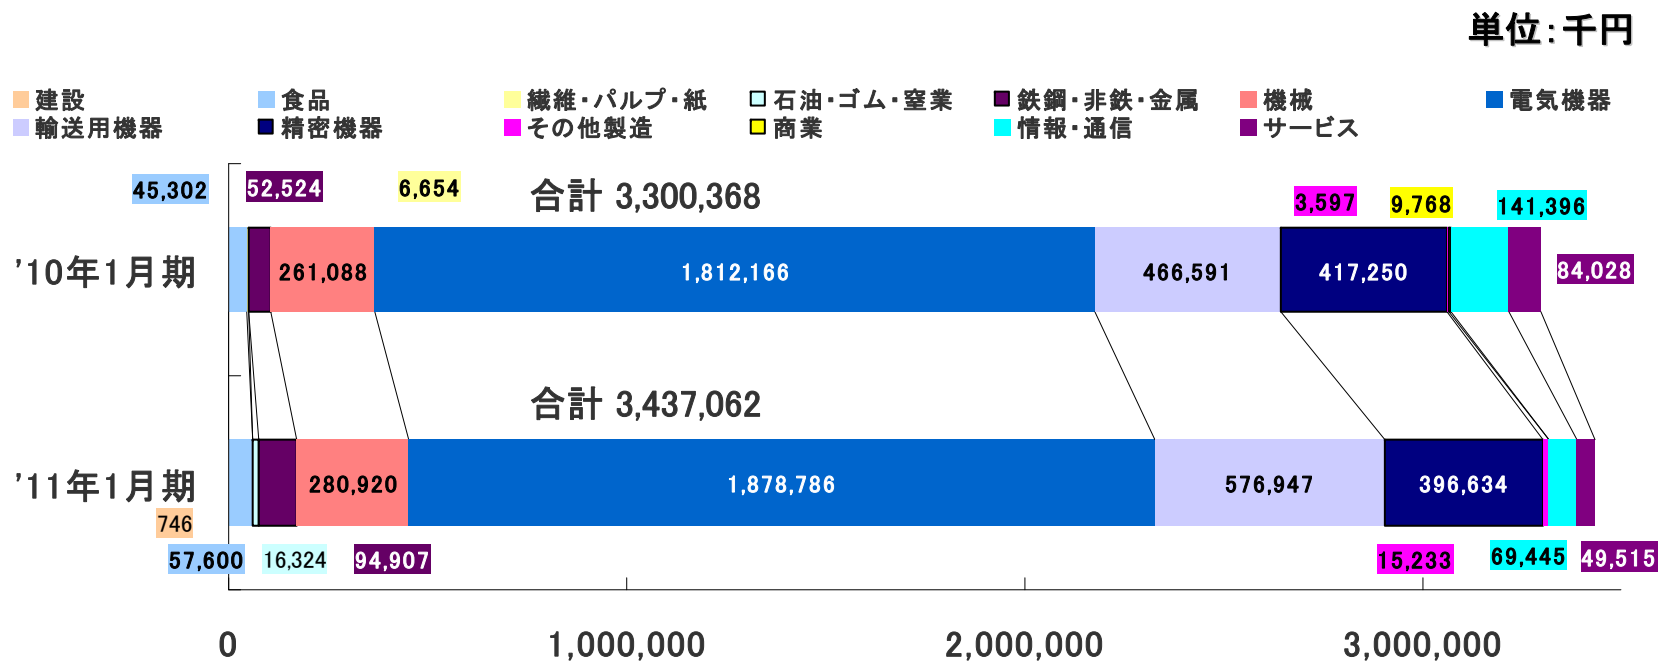 単位：千円
建設 食品 繊維・パルプ・紙 石油・ゴム・窒業 鉄鋼・非鉄・金属 機械 電気機器
輸送用機器 精密機器 その他製造 商業 情報・通信 サービス
45,302 52,524 6,654 合計 3,300,368 3,597 9,768 141,396
'10年1月期 261,088 1,812,166 466,591 417,250 84,028
合計 3,437,062
'11年1月期 280,920 1,878,786 576,947 396,634
746
57,600 16,324 94,907 15,233 69,445 49,515
0 1,000,000 2,000,000 3,000,000